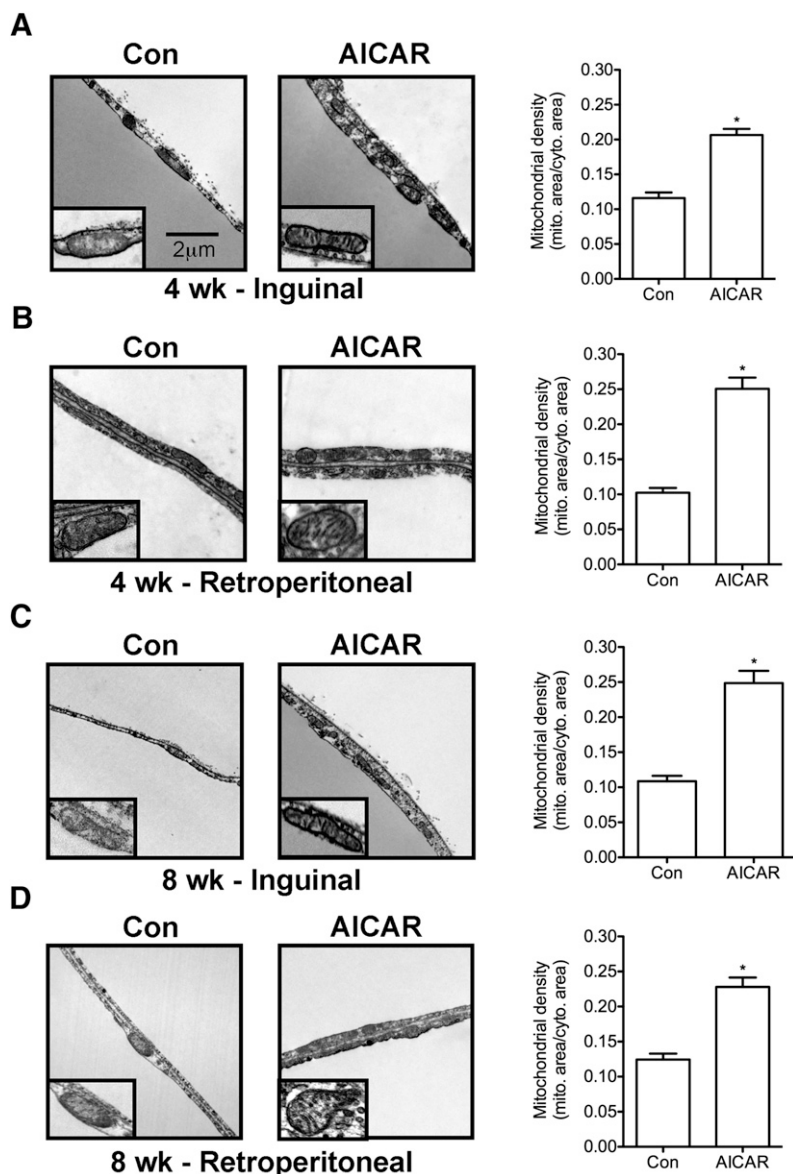 A
Con AICAR
2μm
4 wk - Inguinal
Mitochondrial density
(mito. area/cyto. area)
0.30
0.25
0.20
0.15
0.10
0.05
0.00
*
Con AICAR
B
Con AICAR
4 wk - Retroperitoneal
Mitochondrial density
(mito. area/cyto. area)
0.30
0.25
0.20
0.15
0.10
0.05
0.00
*
Con AICAR
C
Con AICAR
8 wk - Inguinal
Mitochondrial density
(mito. area/cyto. area)
0.30
0.25
0.20
0.15
0.10
0.05
0.00
*
Con AICAR
D
Con AICAR
8 wk - Retroperitoneal
Mitochondrial density
(mito. area/cyto. area)
0.30
0.25
0.20
0.15
0.10
0.05
0.00
*
Con AICAR